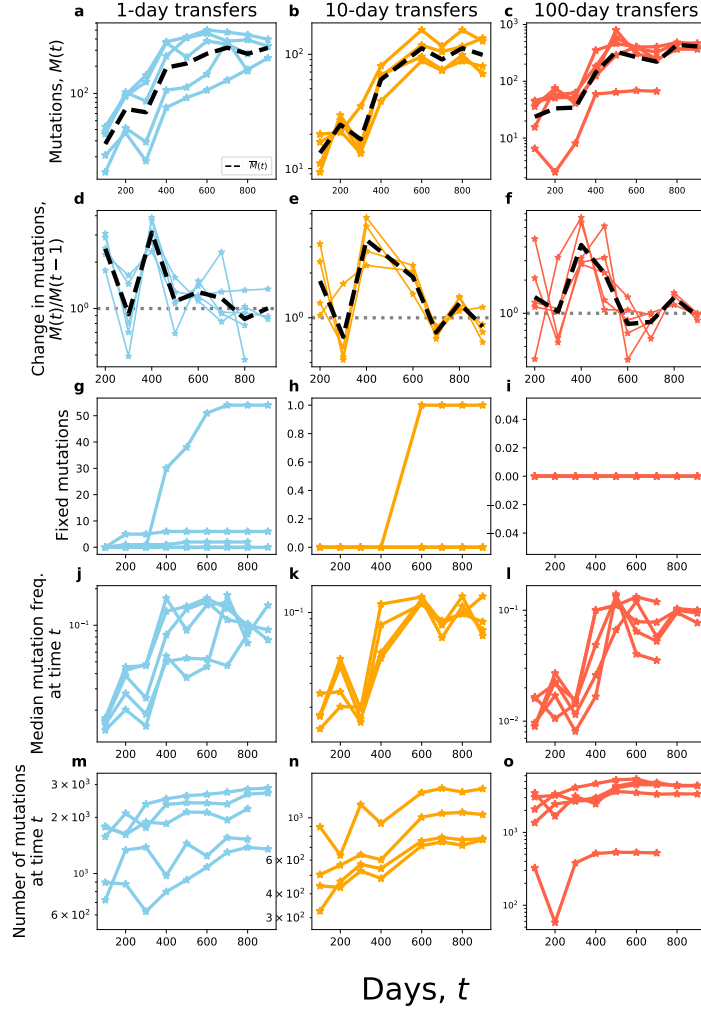 a 1-day transfers
b 10-day transfers
c 100-day transfers
Mutations, M(t)
10²
10²
10¹
10³
10²
10¹
M̅(t)
200 400 600 800
200 400 600 800
200 400 600 800
d e f
Change in mutations,
M(t)/M(t − 1)
10⁰
10⁰
10⁰
200 400 600 800
200 400 600 800
200 400 600 800
g h i
Fixed mutations
50
40
30
20
10
0
1.0
0.8
0.6
0.4
0.2
0.0
0.04
0.02
0.00
−0.02
−0.04
200 400 600 800
200 400 600 800
200 400 600 800
j k l
Median mutation freq.
at time t
10⁻¹
10⁻¹
10⁻¹
10⁻²
200 400 600 800
200 400 600 800
200 400 600 800
m n o
Number of mutations
at time t
3 × 10³
2 × 10³
10³
6 × 10²
10³
6 × 10²
4 × 10²
3 × 10²
10³
10²
200 400 600 800
200 400 600 800
200 400 600 800
Days, t